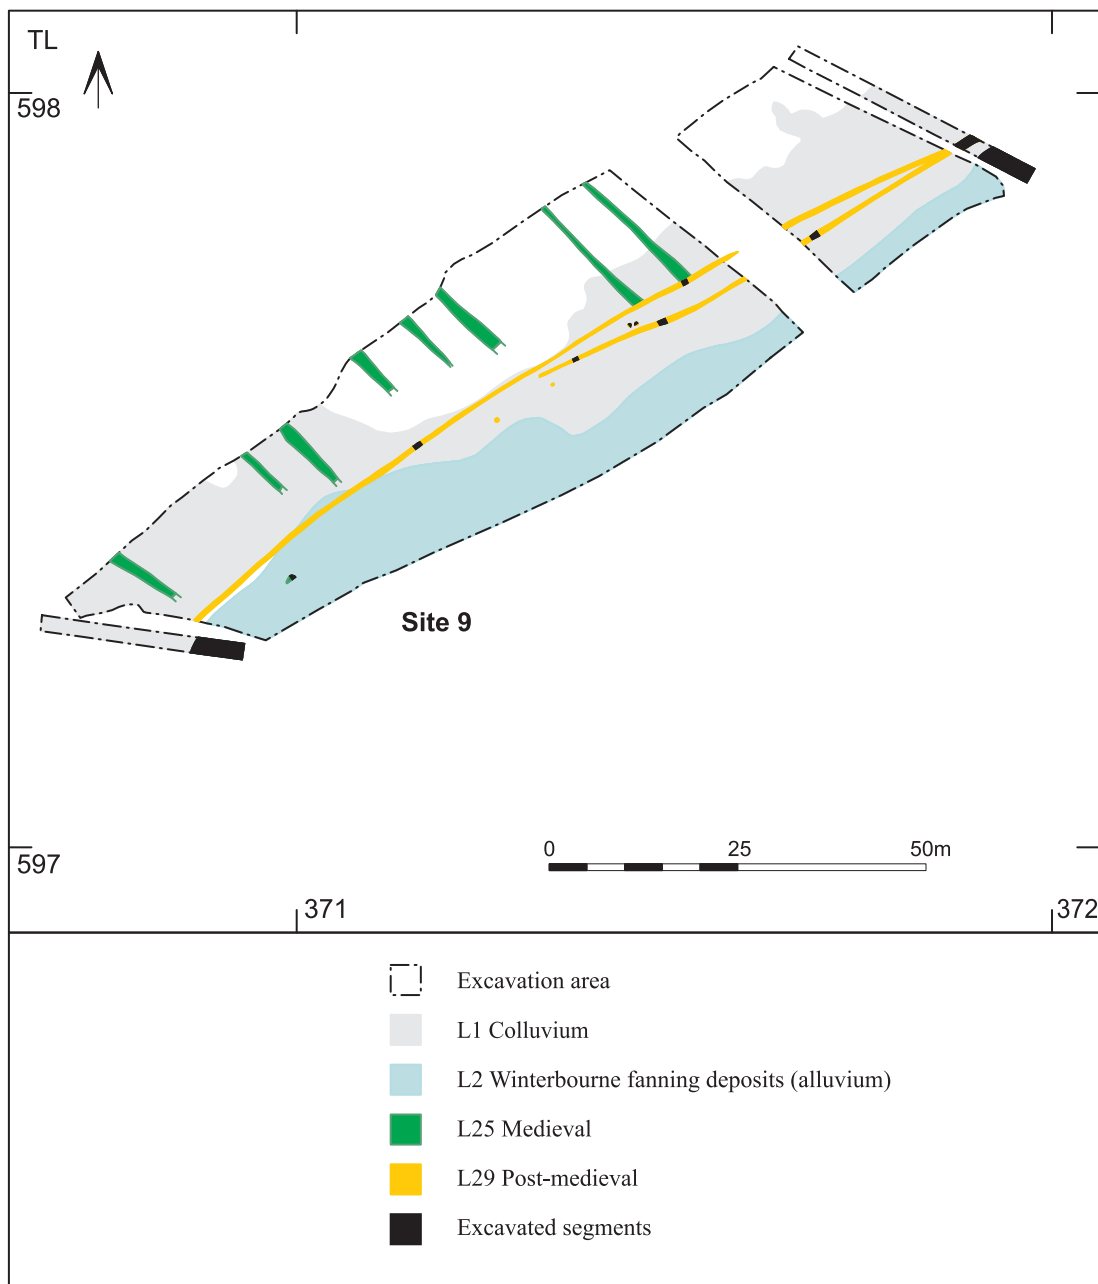 TL
598
Site 9
0 25 50m
597
371 372
Excavation area
L1 Colluvium
L2 Winterbourne fanning deposits (alluvium)
L25 Medieval
L29 Post-medieval
Excavated segments